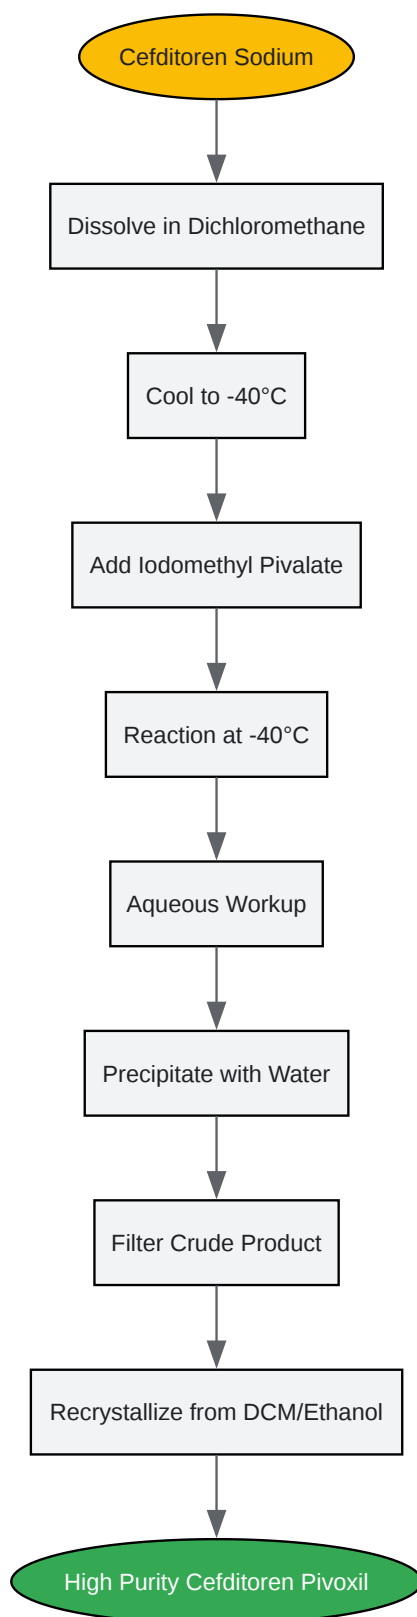 Cefditoren Sodium
Dissolve in Dichloromethane
Cool to -40°C
Add Iodomethyl Pivalate
Reaction at -40°C
Aqueous Workup
Precipitate with Water
Filter Crude Product
Recrystallize from DCM/Ethanol
High Purity Cefditoren Pivoxil